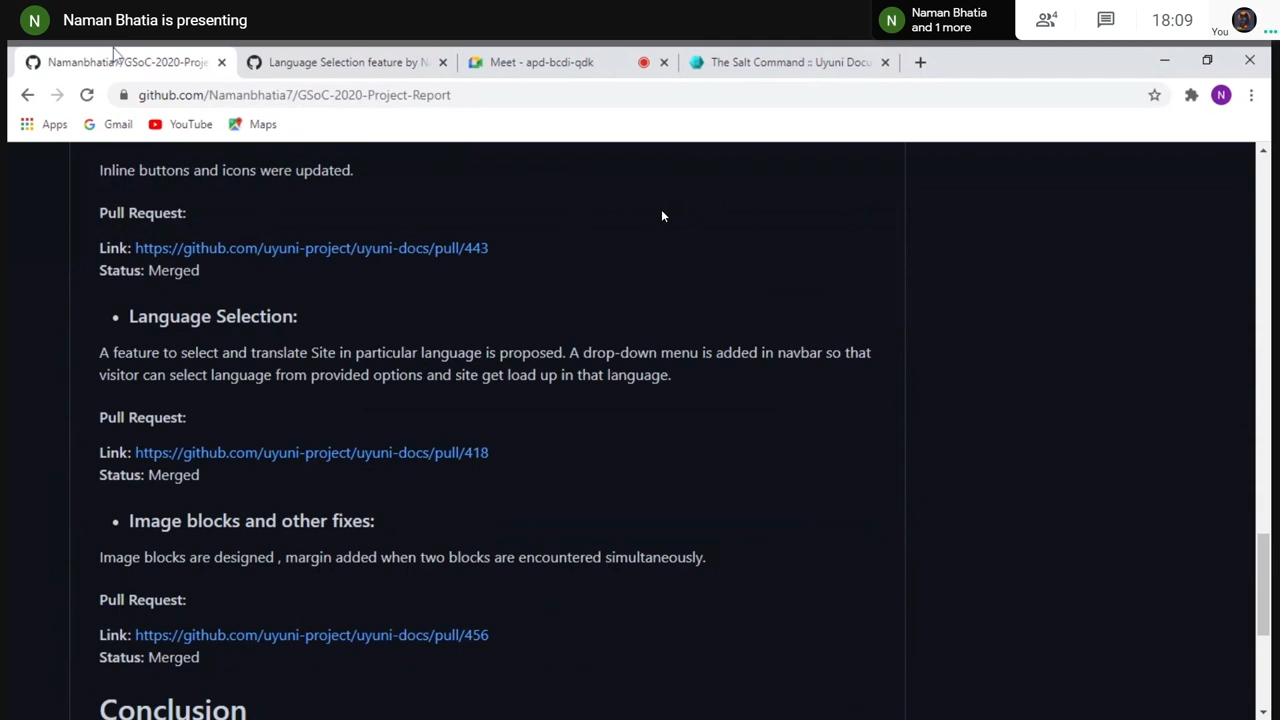 N Naman Bhatia is presenting
N Naman Bhatia and 1 more
4
18:09
You
Namanbhatia7/GSoC-2020-Proje
Language Selection feature by N
Meet - apd-bcdi-qdk
The Salt Command :: Uyuni Docu
github.com/Namanbhatia7/GSoC-2020-Project-Report
N
Apps
Gmail
YouTube
Maps
Inline buttons and icons were updated.
Pull Request:
Link: https://github.com/uyuni-project/uyuni-docs/pull/443
Status: Merged
• Language Selection:
A feature to select and translate Site in particular language is proposed. A drop-down menu is added in navbar so that
visitor can select language from provided options and site get load up in that language.
Pull Request:
Link: https://github.com/uyuni-project/uyuni-docs/pull/418
Status: Merged
• Image blocks and other fixes:
Image blocks are designed , margin added when two blocks are encountered simultaneously.
Pull Request:
Link: https://github.com/uyuni-project/uyuni-docs/pull/456
Status: Merged
Conclusion